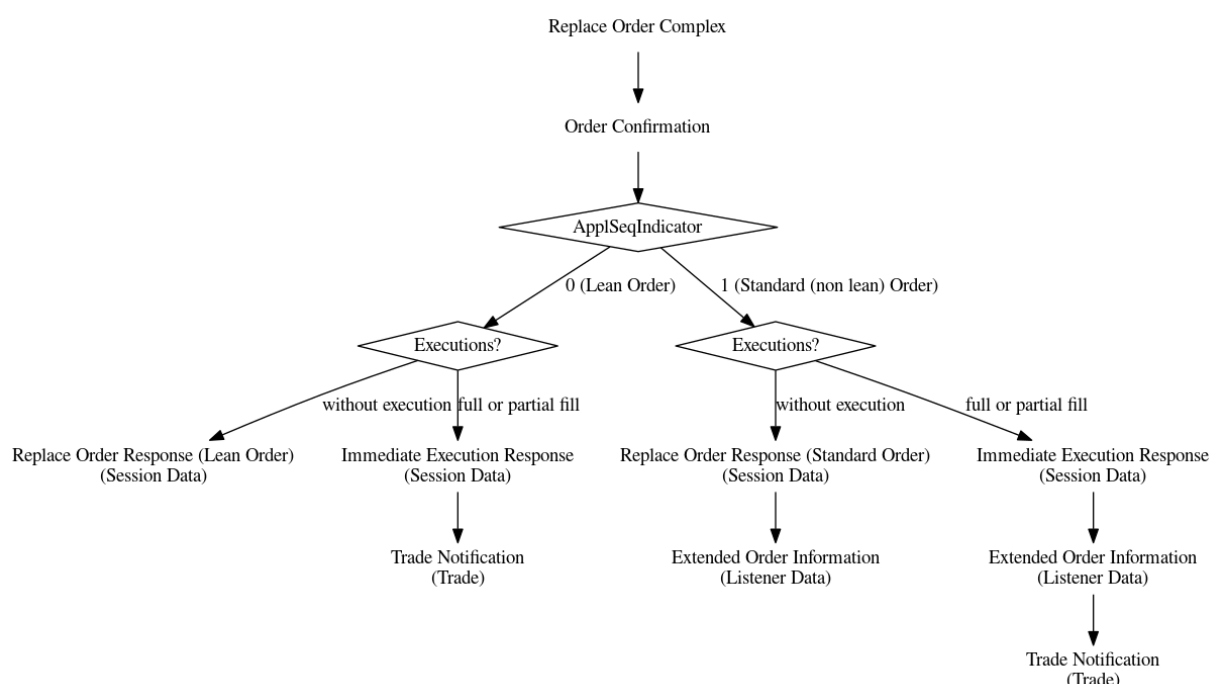 Replace Order Complex
Order Confirmation
ApplSeqIndicator
0 (Lean Order)
1 (Standard (non lean) Order)
Executions?
Executions?
without execution
full or partial fill
without execution
full or partial fill
Replace Order Response (Lean Order)
(Session Data)
Immediate Execution Response
(Session Data)
Replace Order Response (Standard Order)
(Session Data)
Immediate Execution Response
(Session Data)
Trade Notification
(Trade)
Extended Order Information
(Listener Data)
Extended Order Information
(Listener Data)
Trade Notification
(Trade)